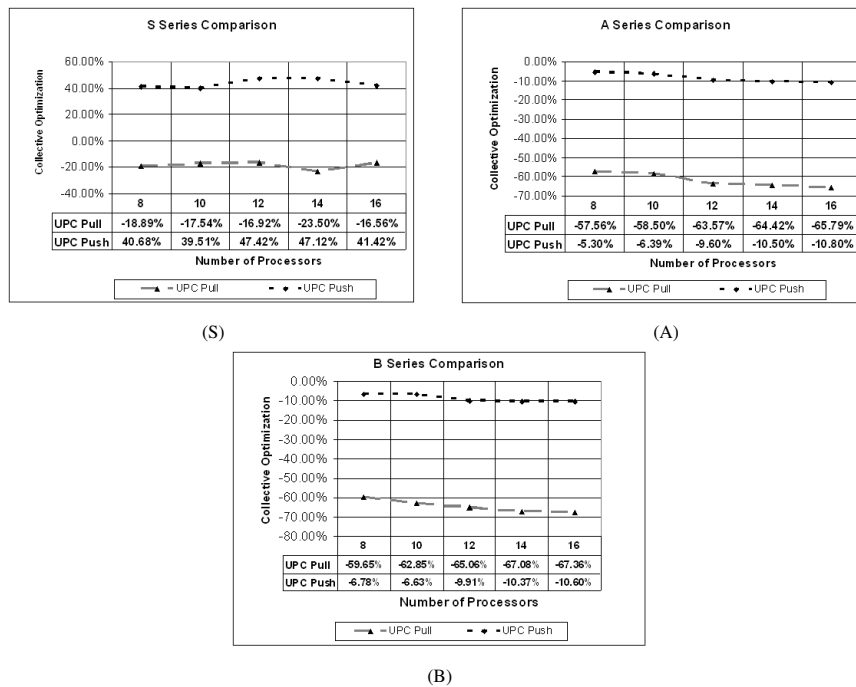 S Series Comparison
Collective Optimization
60.00%
40.00%
20.00%
0.00%
-20.00%
-40.00%
8 10 12 14 16
UPC Pull -18.89% -17.54% -16.92% -23.50% -16.56%
UPC Push 40.68% 39.51% 47.42% 47.12% 41.42%
Number of Processors
UPC Pull UPC Push
(S)
A Series Comparison
Collective Optimization
0.00%
-10.00%
-20.00%
-30.00%
-40.00%
-50.00%
-60.00%
-70.00%
8 10 12 14 16
UPC Pull -57.56% -58.50% -63.57% -64.42% -65.79%
UPC Push -5.30% -6.39% -9.60% -10.50% -10.80%
Number of Processors
UPC Pull UPC Push
(A)
B Series Comparison
Collective Optimization
0.00%
-10.00%
-20.00%
-30.00%
-40.00%
-50.00%
-60.00%
-70.00%
-80.00%
8 10 12 14 16
UPC Pull -59.65% -62.85% -65.06% -67.08% -67.36%
UPC Push -6.78% -6.63% -9.91% -10.37% -10.60%
Number of Processors
UPC Pull UPC Push
(B)